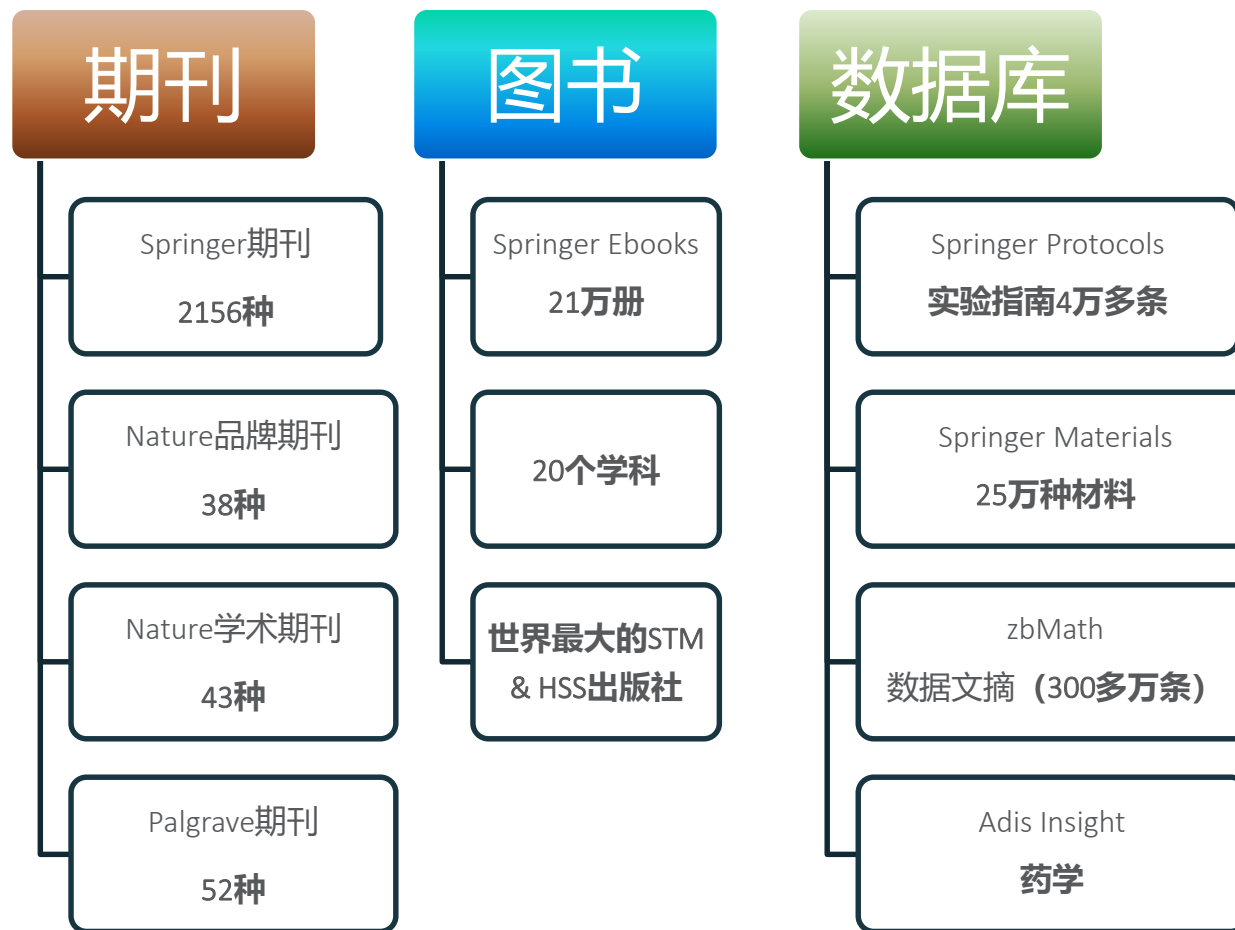 期刊
Springer期刊
2156种
Nature品牌期刊
38种
Nature学术期刊
43种
Palgrave期刊
52种
图书
Springer Ebooks
21万册
20个学科
世界最大的STM
& HSS出版社
数据库
Springer Protocols
实验指南4万多条
Springer Materials
25万种材料
zbMath
数据文摘（300多万条）
Adis Insight
药学